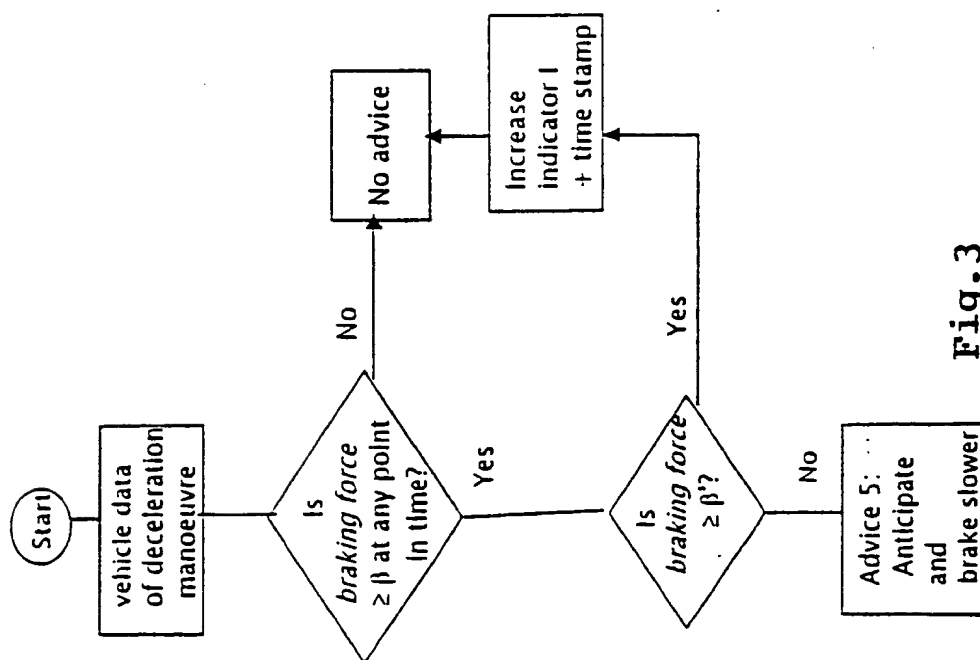 Start
vehicle data
of deceleration
manoeuvre
Is
braking force
≥ β at any point
in time?
No
No advice
Yes
Increase
indicator I
+ time stamp
Is
braking force
≥ β'?
Yes
No
Advice 5:
Anticipate
and
brake slower
Fig.3